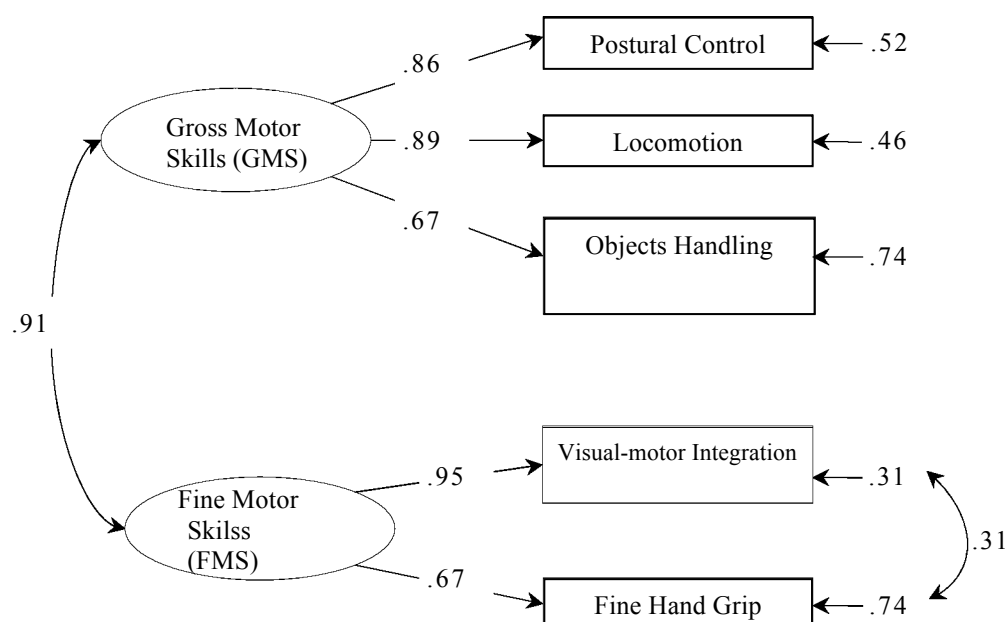 Postural Control
.52
.86
Gross Motor
Skills (GMS)
.89
Locomotion
.46
.67
Objects Handling
.74
.91
Visual-motor Integration
.95
.31
Fine Motor
Skilss
(FMS)
.31
.67
Fine Hand Grip
.74